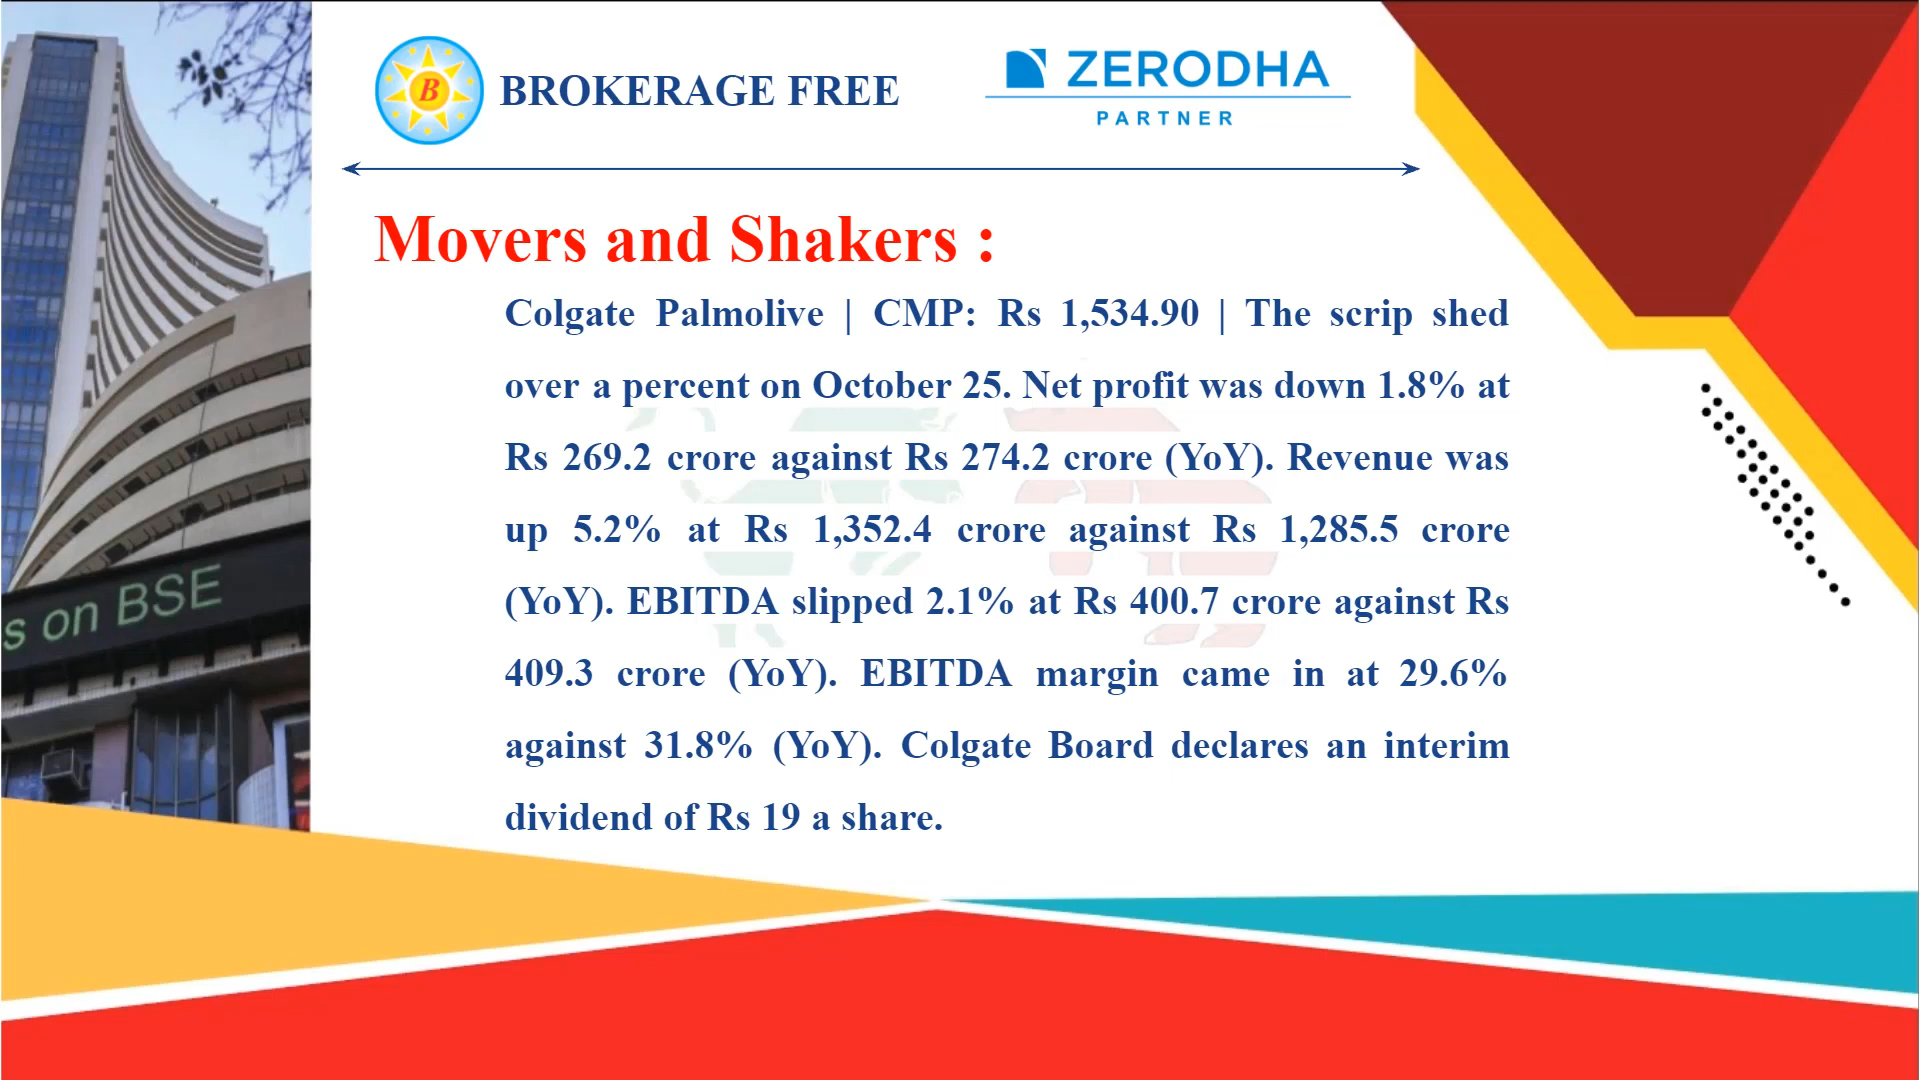 B BROKERAGE FREE
ZERODHA
PARTNER
Movers and Shakers :
Colgate Palmolive | CMP: Rs 1,534.90 | The scrip shed
over a percent on October 25. Net profit was down 1.8% at
Rs 269.2 crore against Rs 274.2 crore (YoY). Revenue was
up 5.2% at Rs 1,352.4 crore against Rs 1,285.5 crore
(YoY). EBITDA slipped 2.1% at Rs 400.7 crore against Rs
409.3 crore (YoY). EBITDA margin came in at 29.6%
against 31.8% (YoY). Colgate Board declares an interim
dividend of Rs 19 a share.
s on BSE